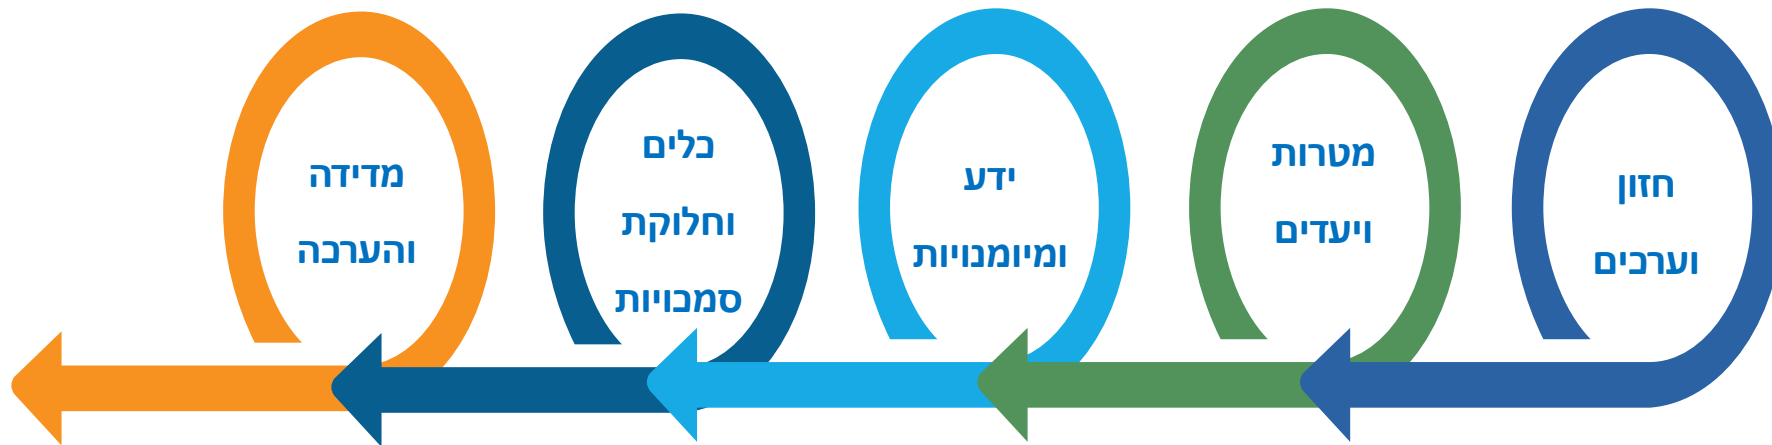 חזון
וערכים
מטרות
ויעדים
ידע
ומיומנויות
כלים
וחלוקת
סמכויות
מדידה
והערכה